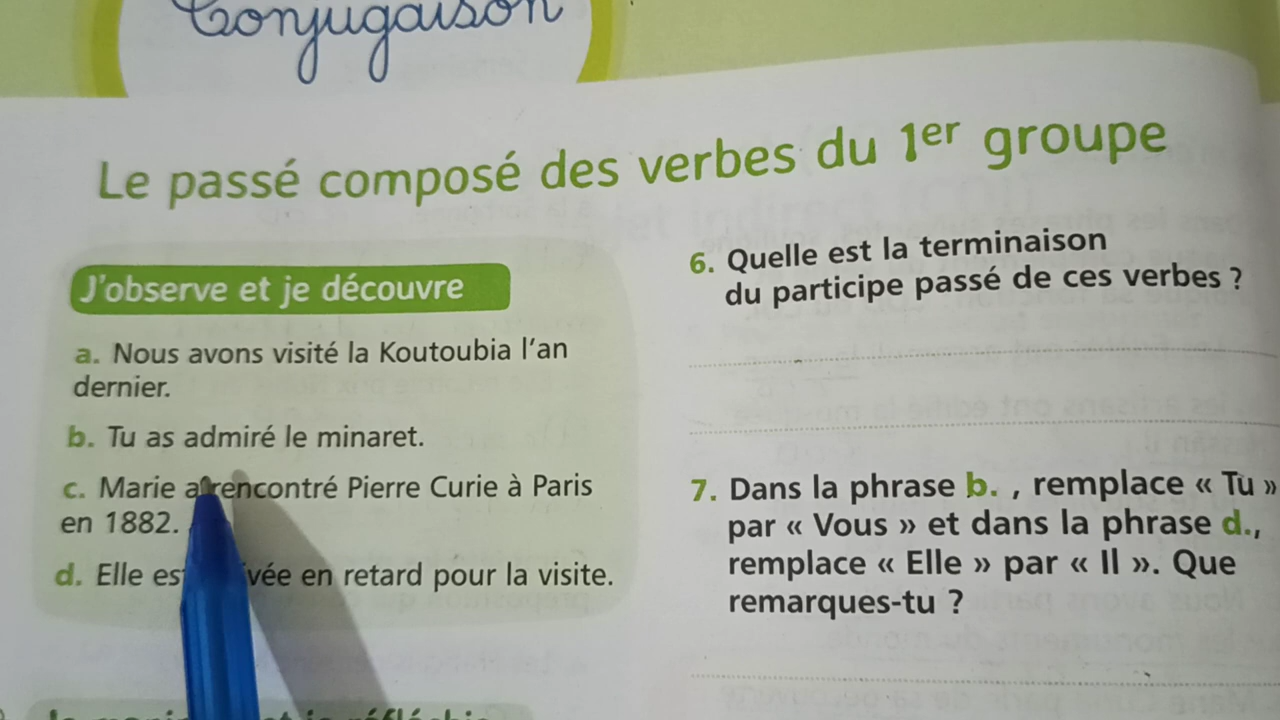 Conjugaison
Le passé composé des verbes du 1er groupe
J'observe et je découvre
a. Nous avons visité la Koutoubia l'an
dernier.
b. Tu as admiré le minaret.
c. Marie a rencontré Pierre Curie à Paris
en 1882.
d. Elle en retard pour la visite.
6. Quelle est la terminaison
du participe passé de ces verbes ?
7. Dans la phrase b. , remplace « Tu »
par « Vous » et dans la phrase d.,
remplace « Elle » par « Il ». Que
remarques-tu ?